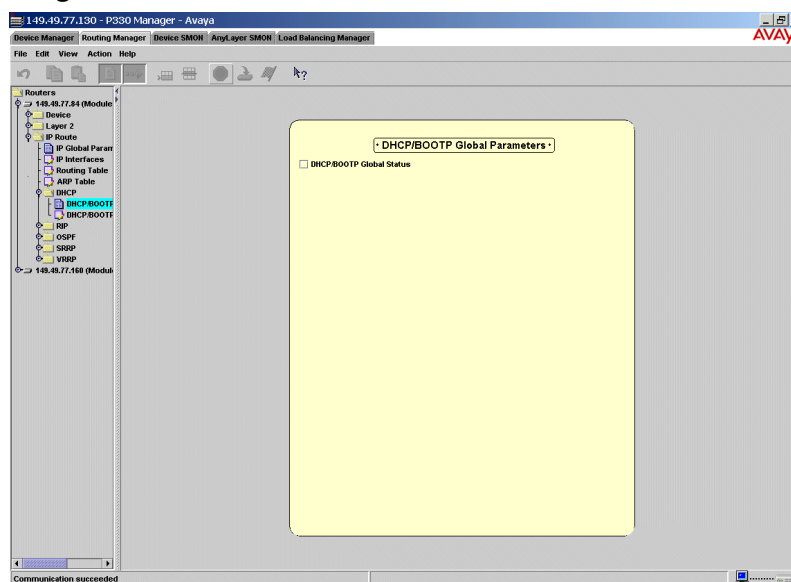 149.49.77.130 - P330 Manager - Avaya
Device Manager Routing Manager Device SMON AnyLayer SMON Load Balancing Manager
AVAY
File Edit View Action Help
Routers
149.49.77.84 (Module
Device
Layer 2
IP Route
IP Global Param
IP Interfaces
Routing Table
ARP Table
DHCP
DHCP/BOOTP
DHCP/BOOTP
RIP
OSPF
SRRP
VRRP
149.49.77.160 (Modul
• DHCP/BOOTP Global Parameters •
DHCP/BOOTP Global Status
Communication succeeded